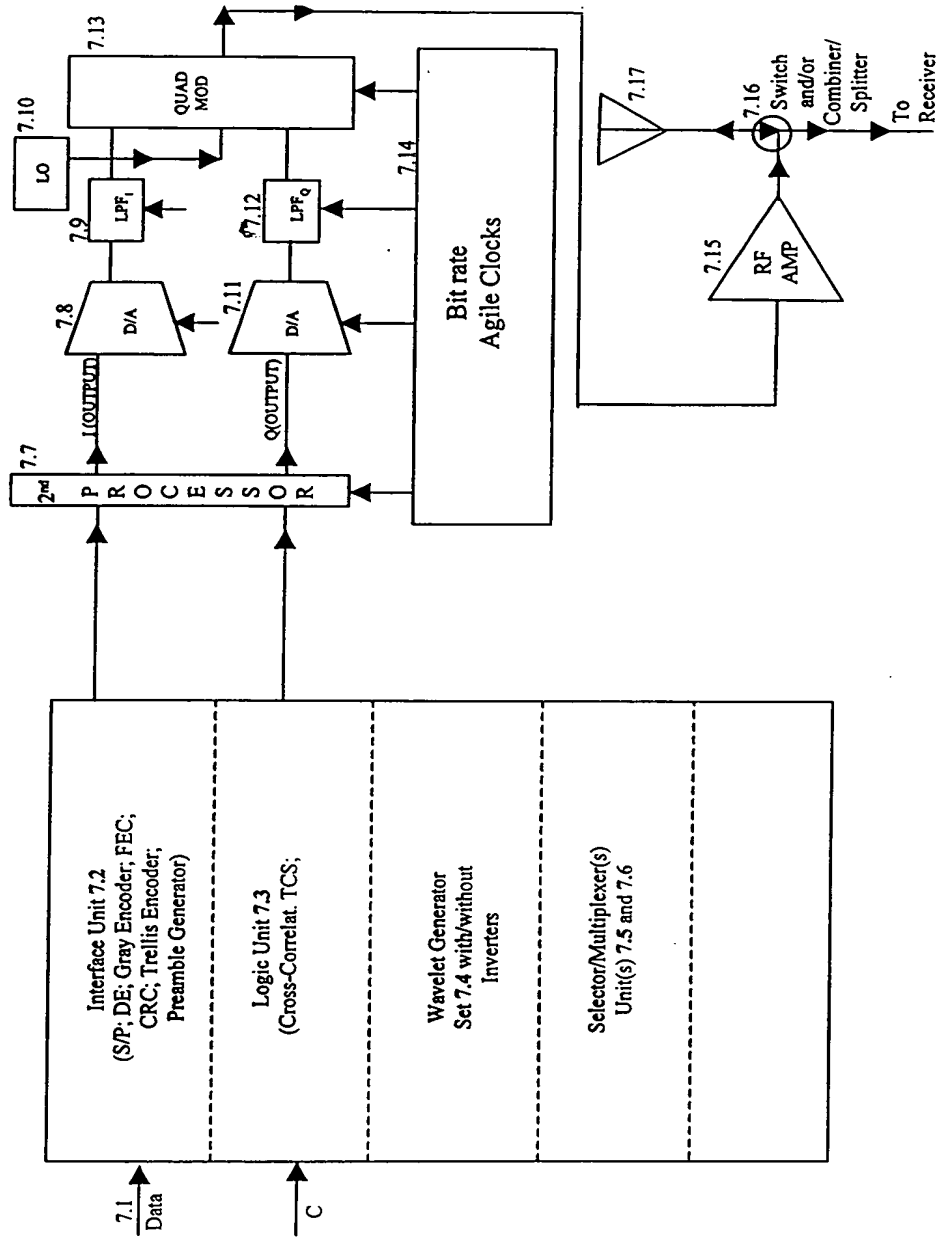 7.1
Data
C
Interface Unit 7.2
(S/P; DE; Gray Encoder; FEC;
CRC; Trellis Encoder;
Preamble Generator)
Logic Unit 7.3
(Cross-Correlat. TCS;
Wavelet Generator
Set 7.4 with/without
Inverters
Selector/Multiplexer(s)
Unit(s) 7.5 and 7.6
7.7
2nd
PROCESSSOR
I(OUTPUT)
Q(OUTPUT)
7.8
D/A
7.11
D/A
7.9
LPFI
7.12
LPFQ
7.10
LO
7.13
QUAD
MOD
7.14
Bit rate
Agile Clocks
7.15
RF
AMP
7.16
Switch
and/or
Combiner/
Splitter
7.17
To
Receiver